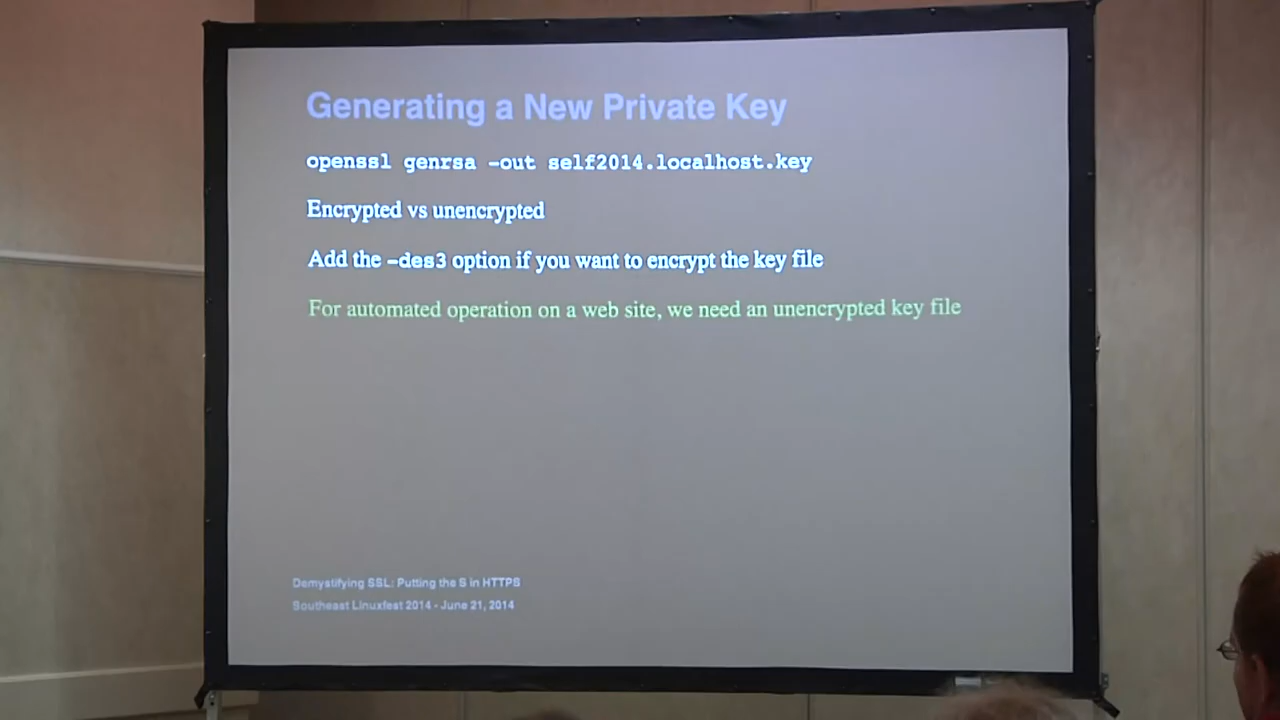 Generating a New Private Key
openssl genrsa -out self2014.localhost.key
Encrypted vs unencrypted
Add the -des3 option if you want to encrypt the key file
For automated operation on a web site, we need an unencrypted key file
Demystifying SSL: Putting the S in HTTPS
Southeast Linuxfest 2014 - June 21, 2014